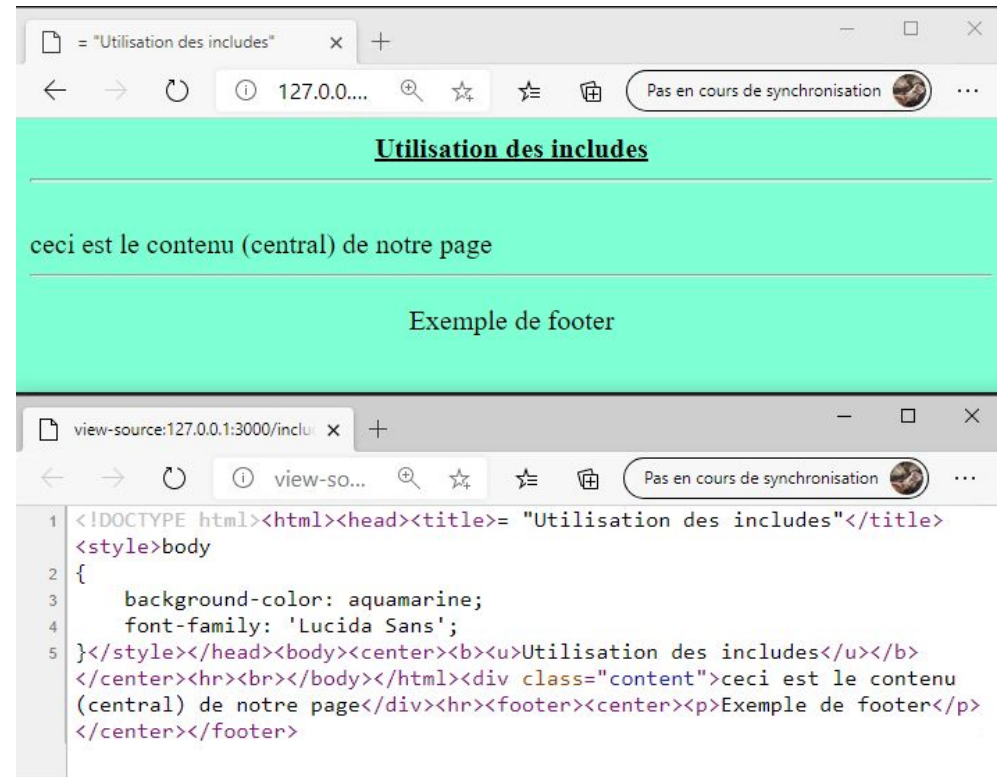 = "Utilisation des includes"
127.0.0....
Pas en cours de synchronisation
Utilisation des includes
ceci est le contenu (central) de notre page
Exemple de footer
view-source:127.0.0.1:3000/inclu
view-so...
Pas en cours de synchronisation
1 <!DOCTYPE html><html><head><title>= "Utilisation des includes"</title>
<style>body
2 {
3     background-color: aquamarine;
4     font-family: 'Lucida Sans';
5 }</style></head><body><center><b><u>Utilisation des includes</u></b>
</center><hr><br></body></html><div class="content">ceci est le contenu
(central) de notre page</div><hr><footer><center><p>Exemple de footer</p>
</center></footer>